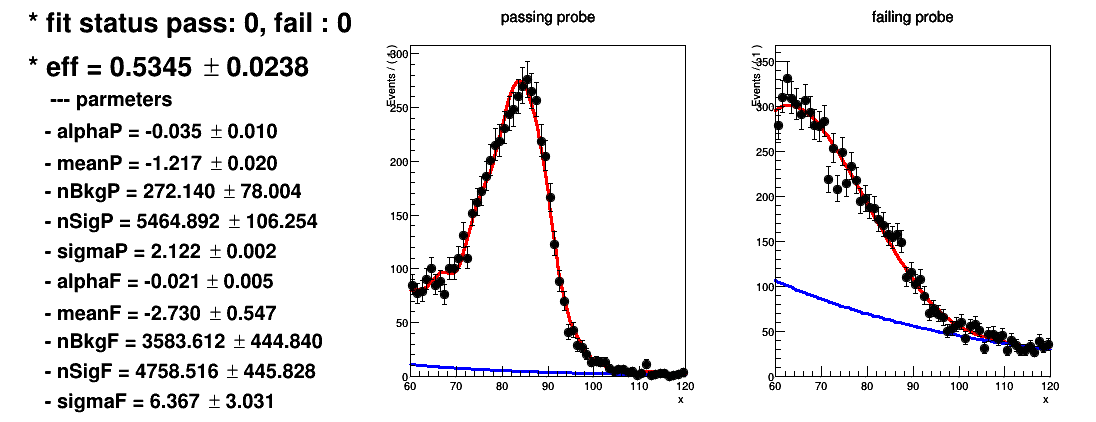 * fit status pass: 0, fail : 0
* eff = 0.5345 ± 0.0238
--- parmeters
- alphaP = -0.035 ± 0.010
- meanP = -1.217 ± 0.020
- nBkgP = 272.140 ± 78.004
- nSigP = 5464.892 ± 106.254
- sigmaP = 2.122 ± 0.002
- alphaF = -0.021 ± 0.005
- meanF = -2.730 ± 0.547
- nBkgF = 3583.612 ± 444.840
- nSigF = 4758.516 ± 445.828
- sigmaF = 6.367 ± 3.031
passing probe
Events / ( 1 )
300
250
200
150
100
50
0
60 70 80 90 100 110 120
x
failing probe
Events / ( 1 )
350
300
250
200
150
100
50
0
60 70 80 90 100 110 120
x